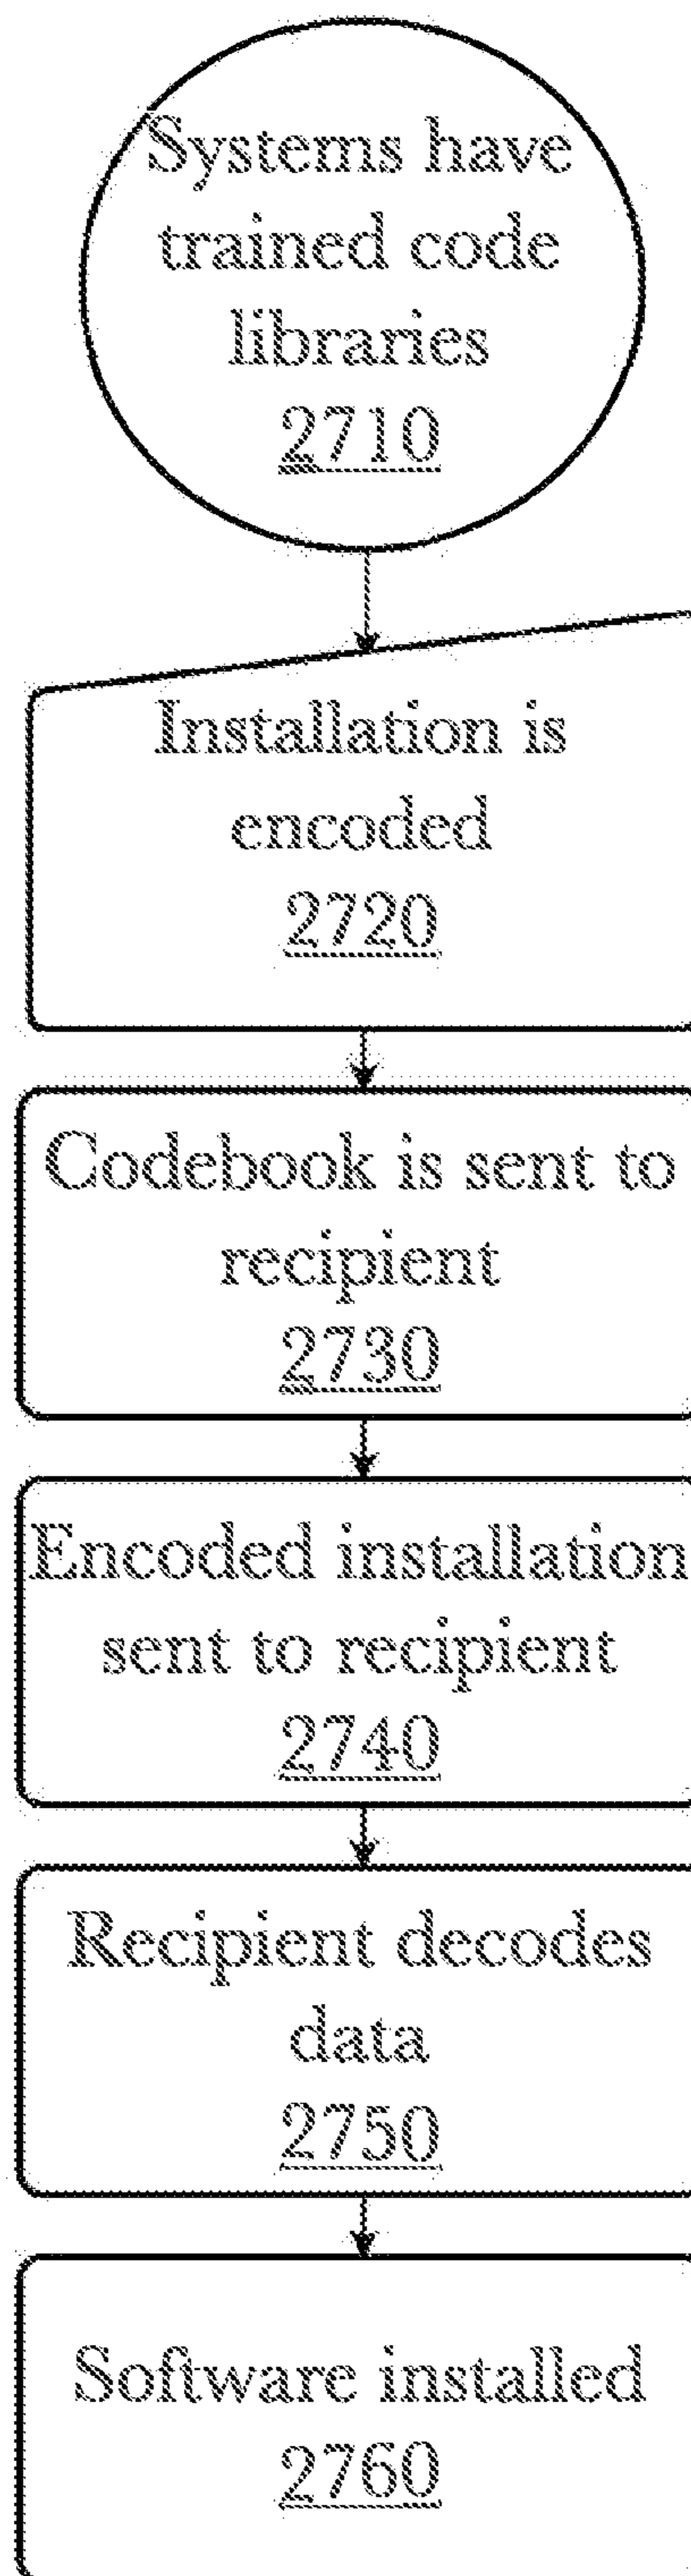 Systems have
trained code
libraries
2710
Installation is
encoded
2720
Codebook is sent to
recipient
2730
Encoded installation
sent to recipient
2740
Recipient decodes
data
2750
Software installed
2760